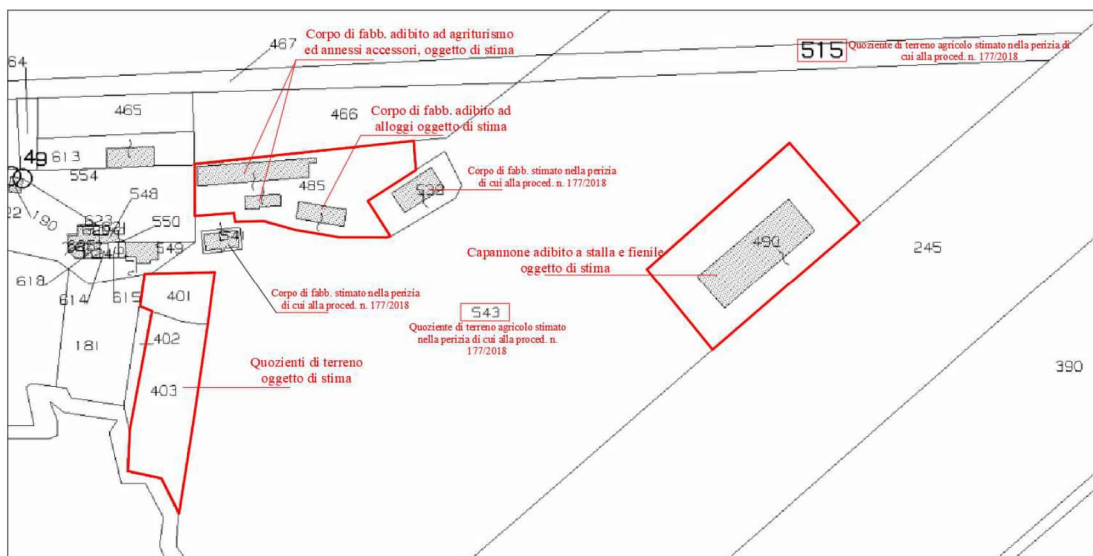 Corpo di fabb. adibito ad agriturismo
ed annessi accessori, oggetto di stima
467
515
Quoziente di terreno agricolo stimato nella perizia di
cui alla proced. n. 177/2018
64
465
466
Corpo di fabb. adibito ad
alloggi oggetto di stima
49
613
554
485
Corpo di fabb. stimato nella perizia
di cui alla proced. n. 177/2018
548
190
550
549
490
245
Capannone adibito a stalla e fienile
oggetto di stima
618
614
615
401
Corpo di fabb. stimato nella perizia
di cui alla proced. n. 177/2018
543
Quoziente di terreno agricolo stimato
nella perizia di cui alla proced. n.
177/2018
181
402
403
Quozienti di terreno
oggetto di stima
390